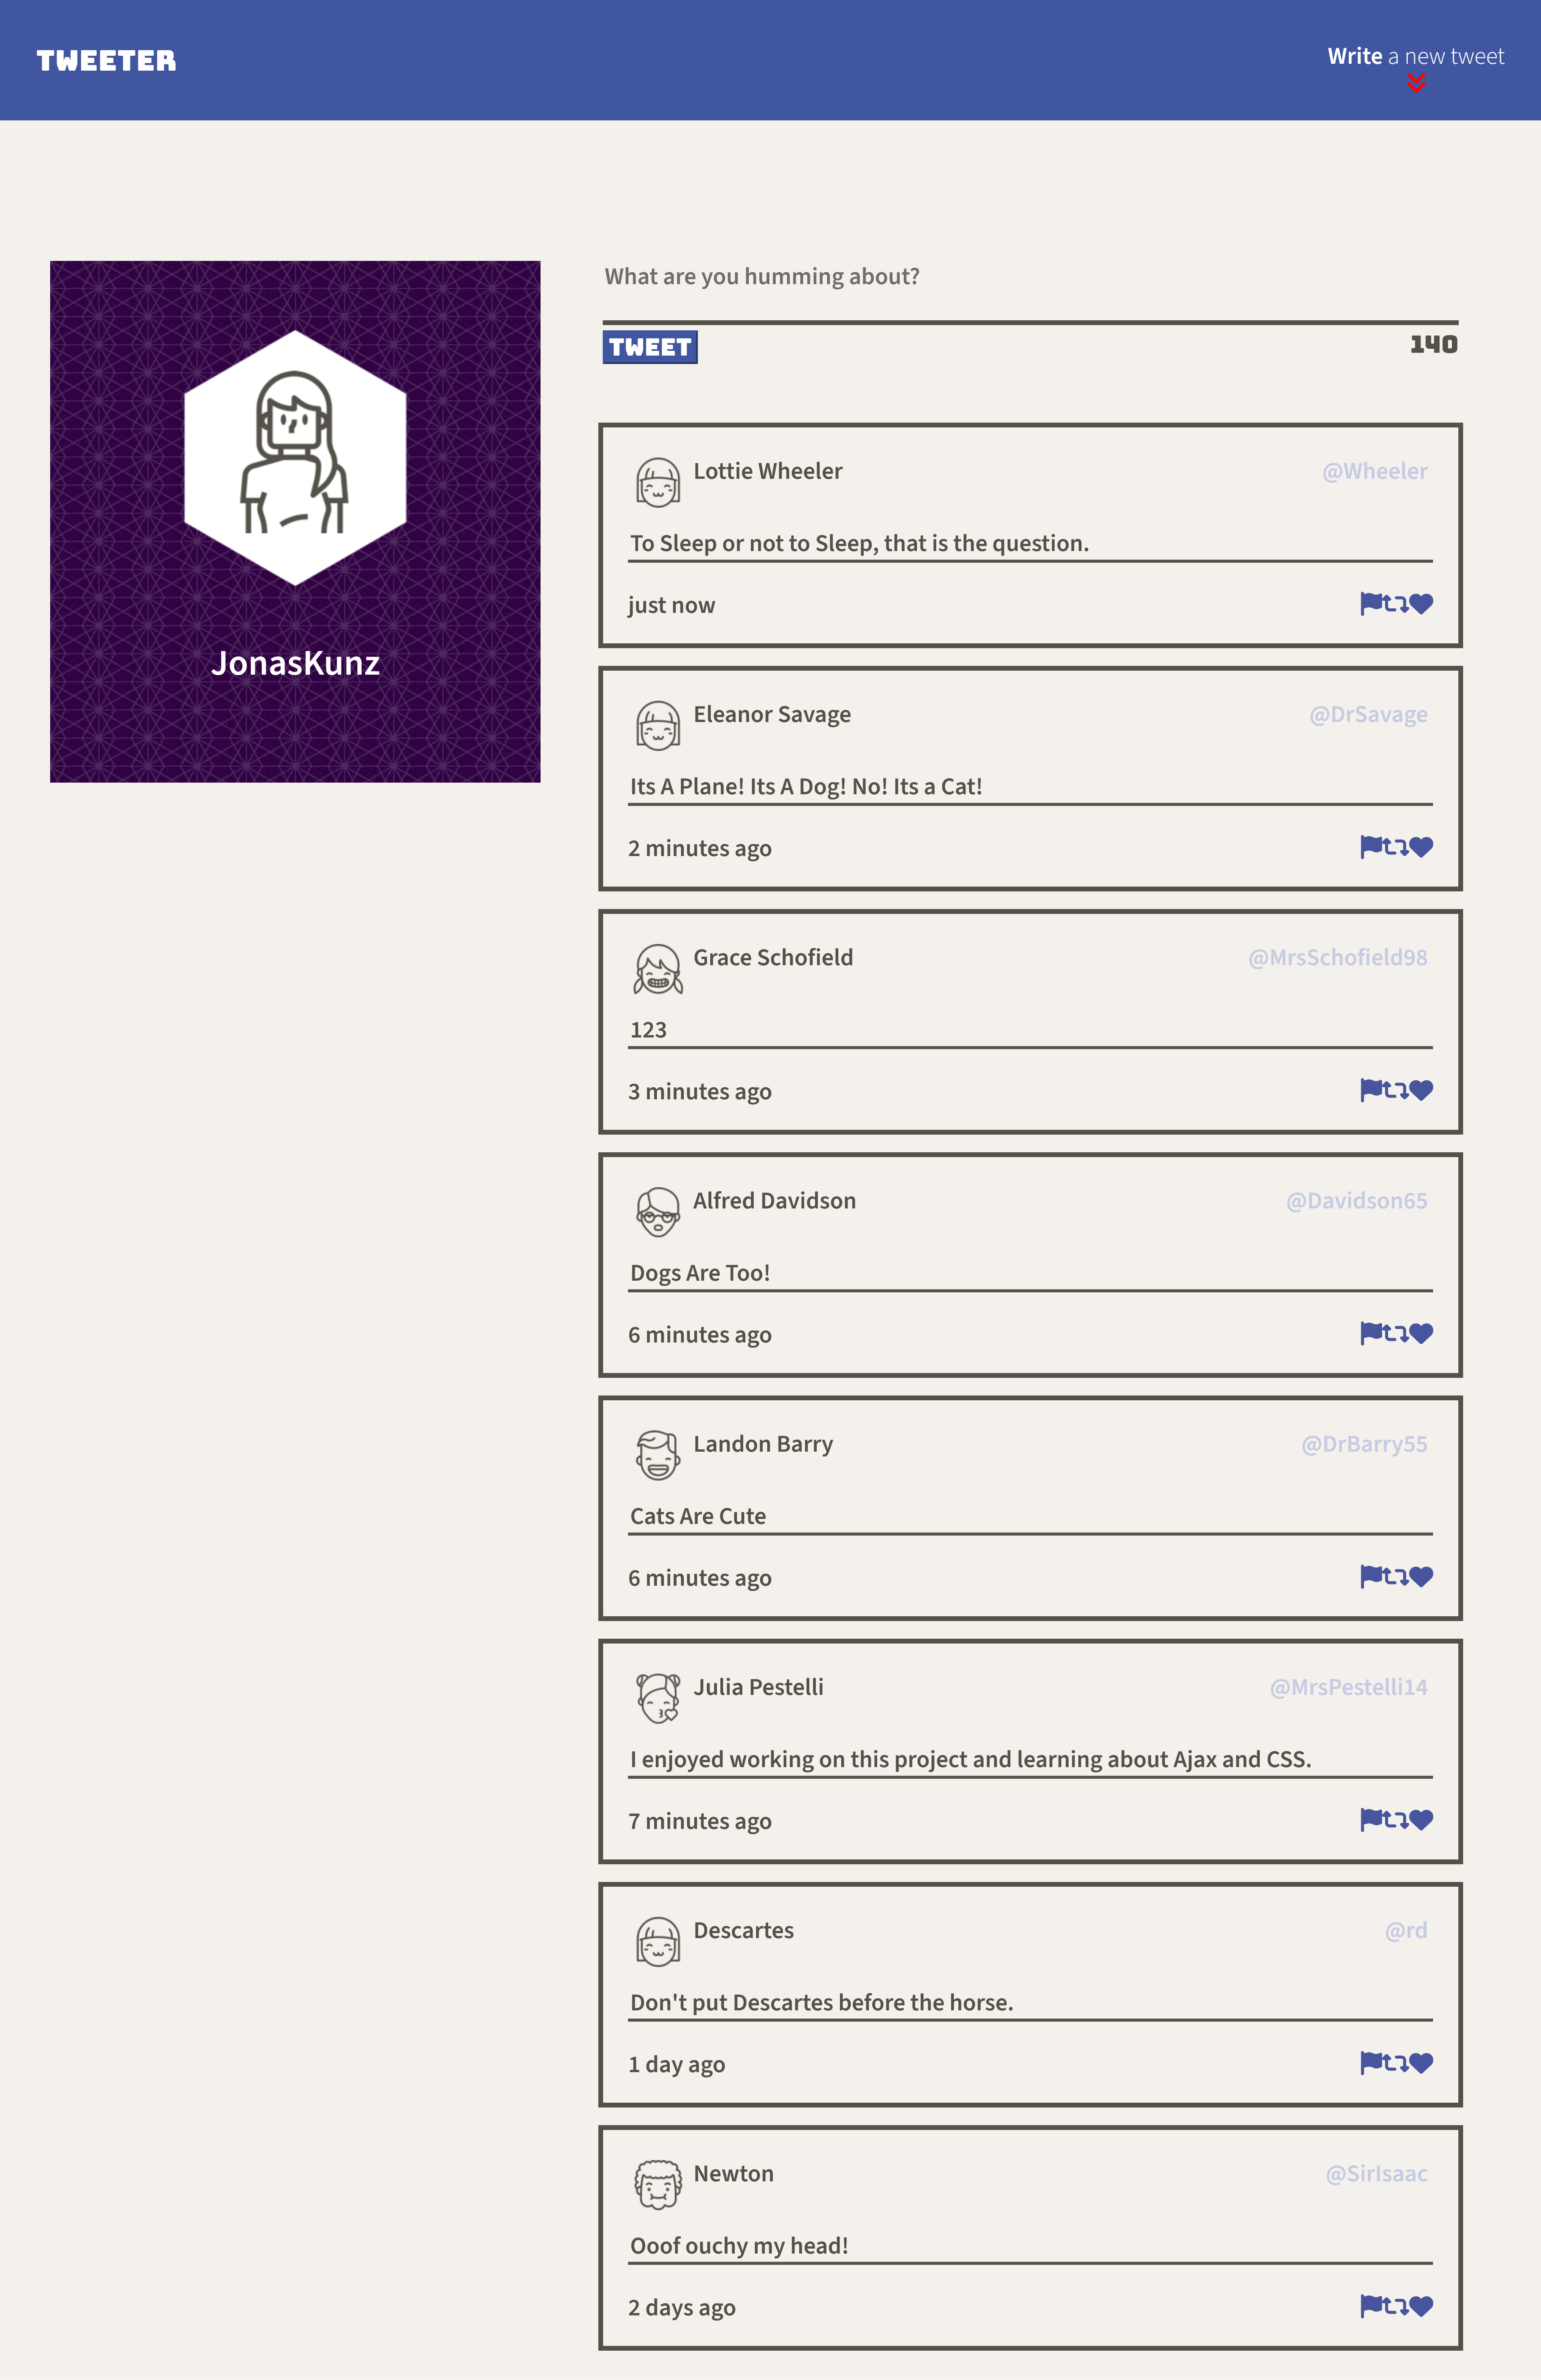 TWEETER
Write a new tweet
JonasKunz
What are you humming about?
TWEET
140
Lottie Wheeler @Wheeler
To Sleep or not to Sleep, that is the question.
just now
Eleanor Savage @DrSavage
Its A Plane! Its A Dog! No! Its a Cat!
2 minutes ago
Grace Schofield @MrsSchofield98
123
3 minutes ago
Alfred Davidson @Davidson65
Dogs Are Too!
6 minutes ago
Landon Barry @DrBarry55
Cats Are Cute
6 minutes ago
Julia Pestelli @MrsPestelli14
I enjoyed working on this project and learning about Ajax and CSS.
7 minutes ago
Descartes @rd
Don't put Descartes before the horse.
1 day ago
Newton @SirIsaac
Ooof ouchy my head!
2 days ago